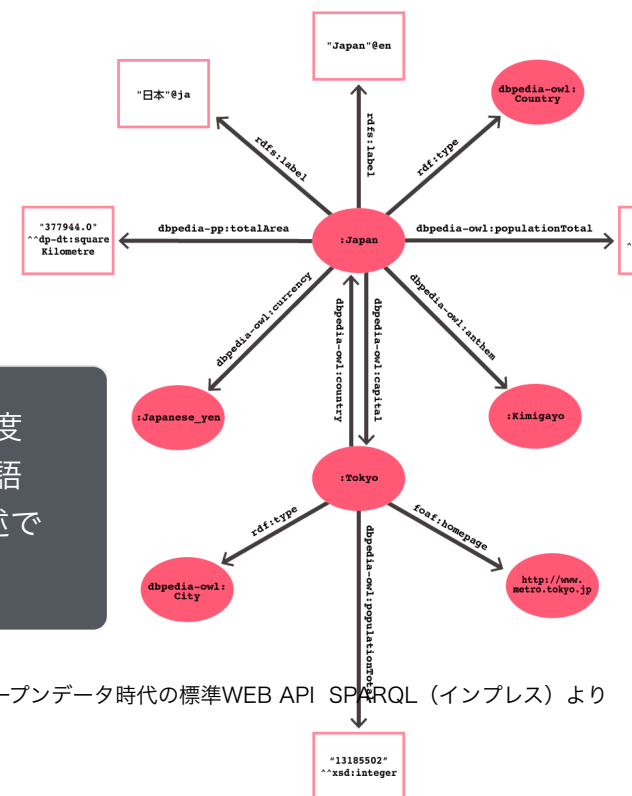 "Japan"@en
"日本"@ja
dbpedia-owl:
Country
rdfs:label
rdfs:label
rdf:type
"377944.0"
^^dp-dt:square
Kilometre
dbpedia-pp:totalArea
:Japan
dbpedia-owl:populationTotal
^
dbpedia-owl:currency
dbpedia-owl:country
dbpedia-owl:capital
dbpedia-owl:anthem
:Japanese_yen
:Kimigayo
度
語
述で
:Tokyo
rdf:type
dbpedia-owl:populationTotal
foaf:homepage
dbpedia-owl:
City
http://www.
metro.tokyo.jp
ープンデータ時代の標準WEB API SPARQL（インプレス）より
"13185502"
^^xsd:integer